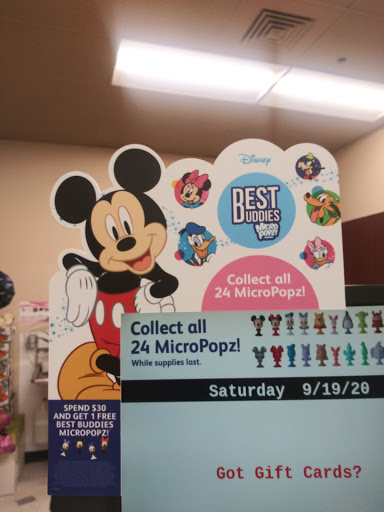 Disney
BEST
BUDDIES
MICRO
POPZ!
Collect all
24 MicroPopz!
Collect all
24 MicroPopz!
While supplies last.
Saturday 9/19/20
SPEND $30
AND GET 1 FREE
BEST BUDDIES
MICROPOPZ!
Got Gift Cards?